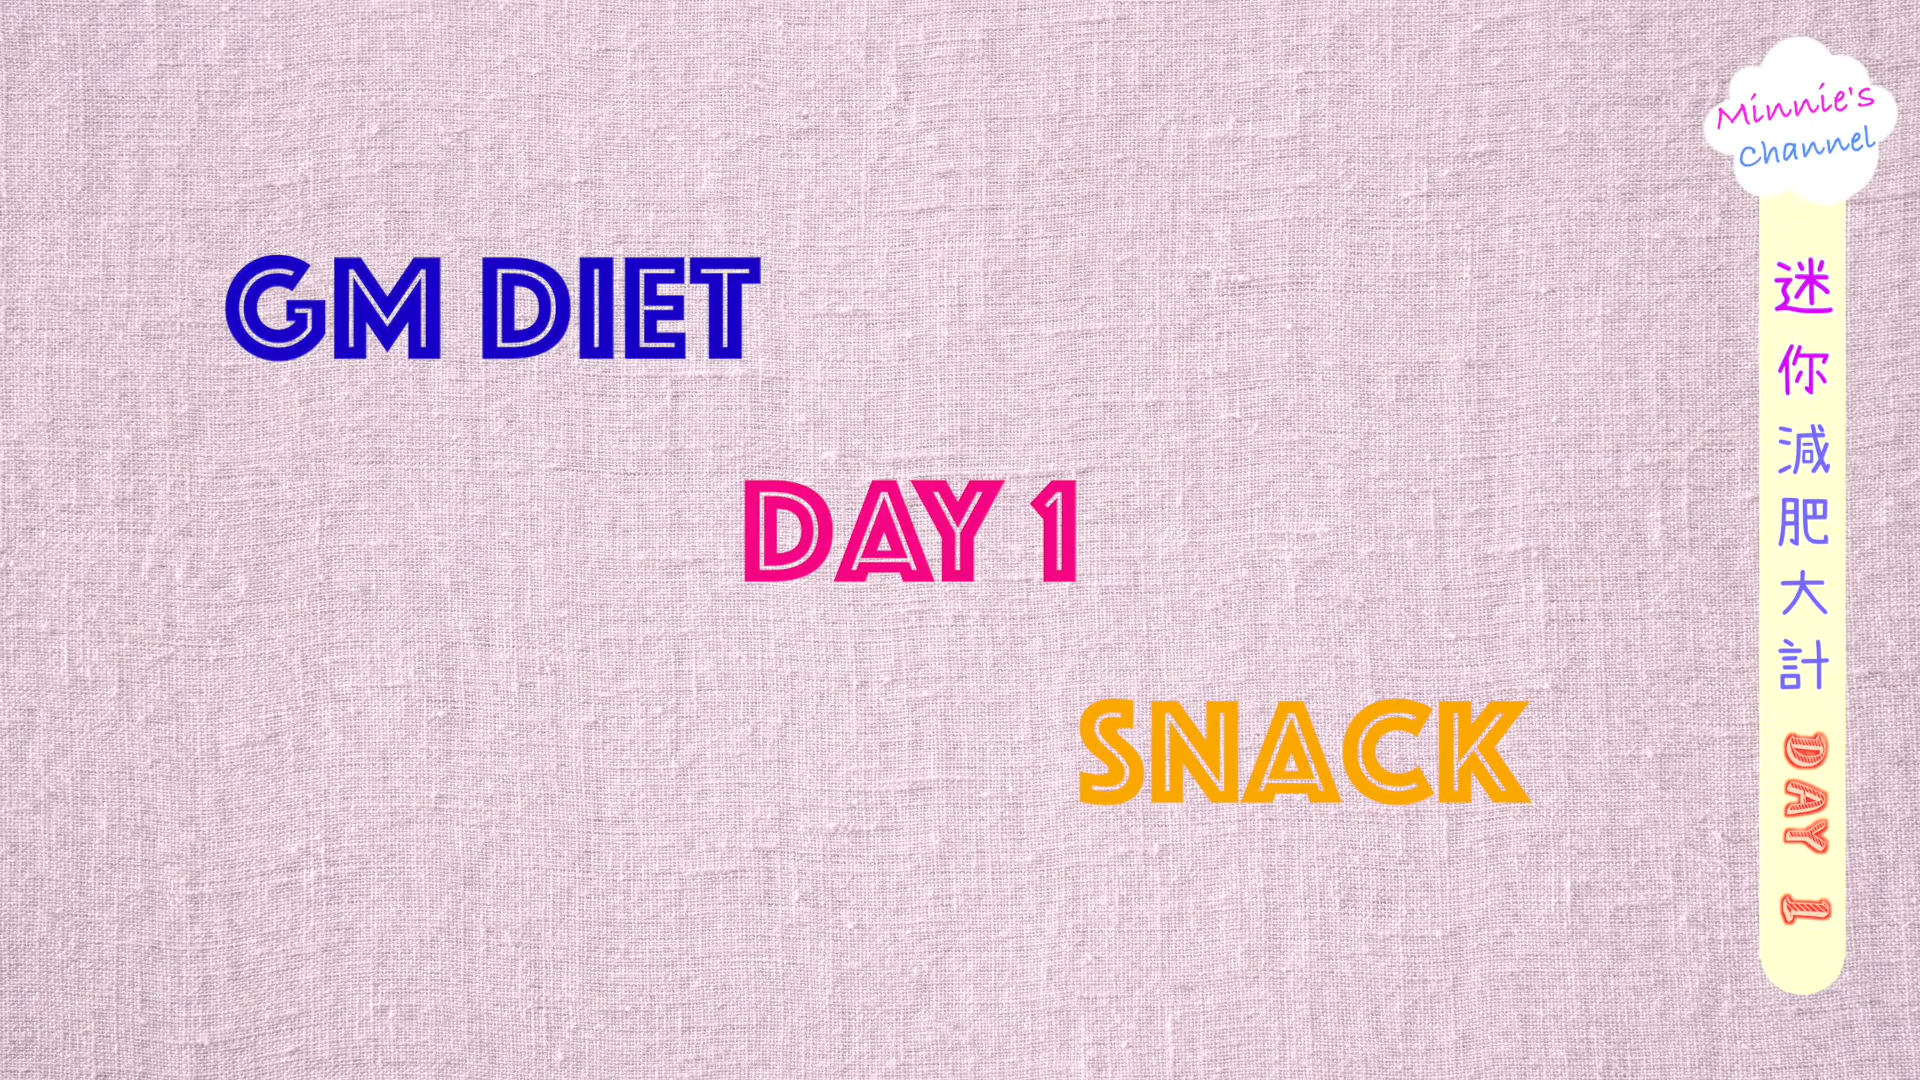 GM DIET
DAY 1
SNACK
Minnie's
Channel
迷你減肥大計 DAY 1